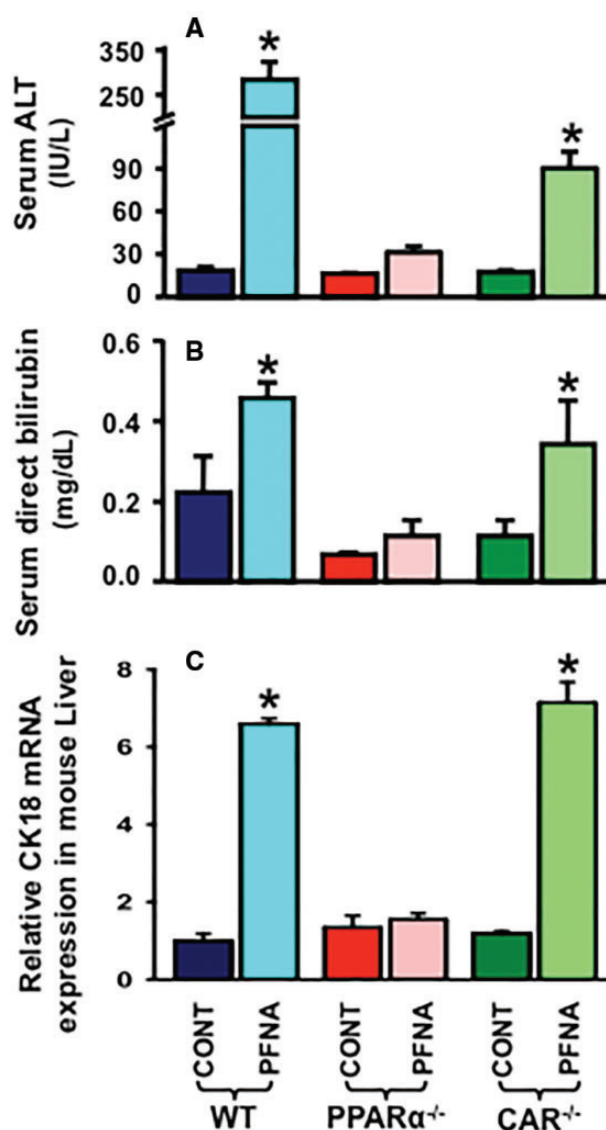 A
Serum ALT
(IU/L)
350
250
90
60
30
0
*
*
B
Serum direct bilirubin
(mg/dL)
0.6
0.4
0.2
0.0
*
*
C
Relative CK18 mRNA
expression in mouse Liver
8
6
4
2
0
*
*
CONT PFNA CONT PFNA CONT PFNA
WT PPARα-/- CAR-/-